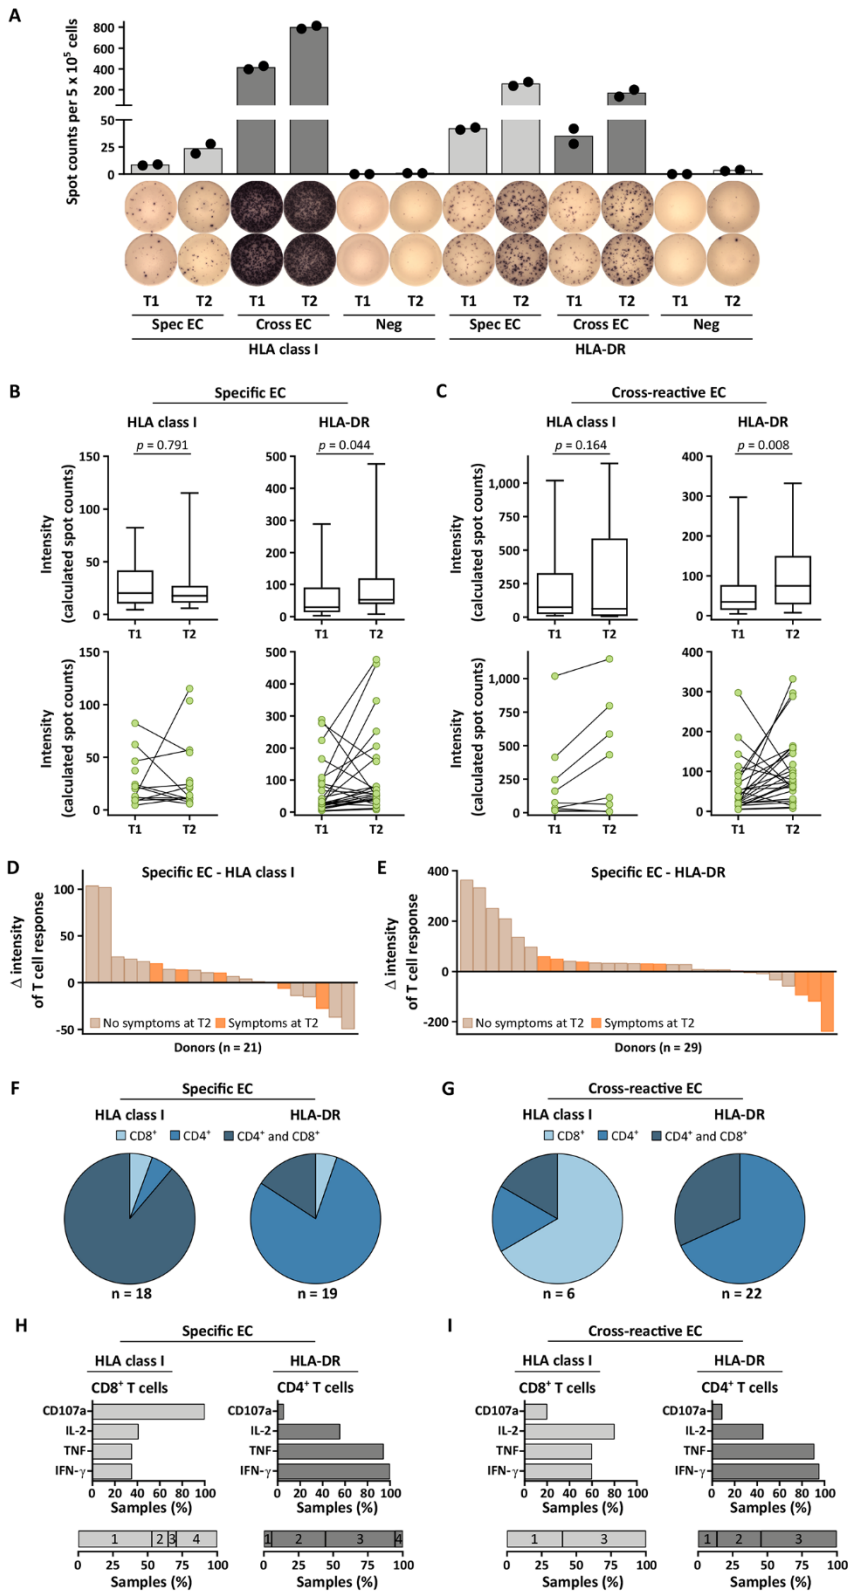 A
Spot counts per 5 x 10⁵ cells
800
600
400
200
50
25
0
T1 T2 T1 T2 T1 T2 T1 T2 T1 T2 T1 T2
Spec EC Cross EC Neg Spec EC Cross EC Neg
HLA class I HLA-DR
B
Specific EC
HLA class I HLA-DR
p = 0.791 p = 0.044
Intensity
(calculated spot counts)
150
100
50
0
T1 T2
500
400
300
200
100
0
T1 T2
Intensity
(calculated spot counts)
150
100
50
0
T1 T2
500
400
300
200
100
0
T1 T2
C
Cross-reactive EC
HLA class I HLA-DR
p = 0.164 p = 0.008
Intensity
(calculated spot counts)
1,000
750
500
250
0
T1 T2
400
300
200
100
0
T1 T2
Intensity
(calculated spot counts)
1,000
750
500
250
0
T1 T2
400
300
200
100
0
T1 T2
D
Specific EC - HLA class I
Δ intensity
of T cell response
100
50
0
-50
No symptoms at T2 Symptoms at T2
Donors (n = 21)
E
Specific EC - HLA-DR
Δ intensity
of T cell response
400
200
0
-200
No symptoms at T2 Symptoms at T2
Donors (n = 29)
F
Specific EC
HLA class I HLA-DR
CD8⁺ CD4⁺ CD4⁺ and CD8⁺
n = 18 n = 19
G
Cross-reactive EC
HLA class I HLA-DR
CD8⁺ CD4⁺ CD4⁺ and CD8⁺
n = 6 n = 22
H
Specific EC
HLA class I HLA-DR
CD8⁺ T cells CD4⁺ T cells
CD107a
IL-2
TNF
IFN-γ
0 20 40 60 80 100
Samples (%)
1 2 3 4
0 25 50 75 100
Samples (%)
CD107a
IL-2
TNF
IFN-γ
0 20 40 60 80 100
Samples (%)
1 2 3 4
0 25 50 75 100
Samples (%)
I
Cross-reactive EC
HLA class I HLA-DR
CD8⁺ T cells CD4⁺ T cells
CD107a
IL-2
TNF
IFN-γ
0 20 40 60 80 100
Samples (%)
1 3
0 25 50 75 100
Samples (%)
CD107a
IL-2
TNF
IFN-γ
0 20 40 60 80 100
Samples (%)
1 2 3
0 25 50 75 100
Samples (%)